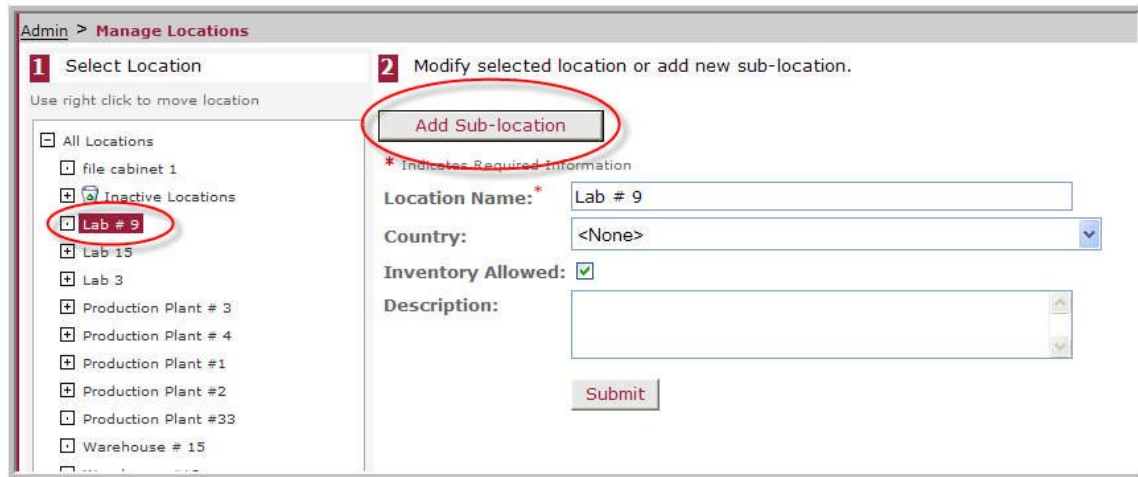 Admin > Manage Locations
1 Select Location
Use right click to move location
All Locations
file cabinet 1
Inactive Locations
Lab # 9
Lab 15
Lab 3
Production Plant # 3
Production Plant # 4
Production Plant #1
Production Plant #2
Production Plant #33
Warehouse # 15
2 Modify selected location or add new sub-location.
Add Sub-location
* Indicates Required Information
Location Name:* Lab # 9
Country: <None>
Inventory Allowed:
Description:
Submit